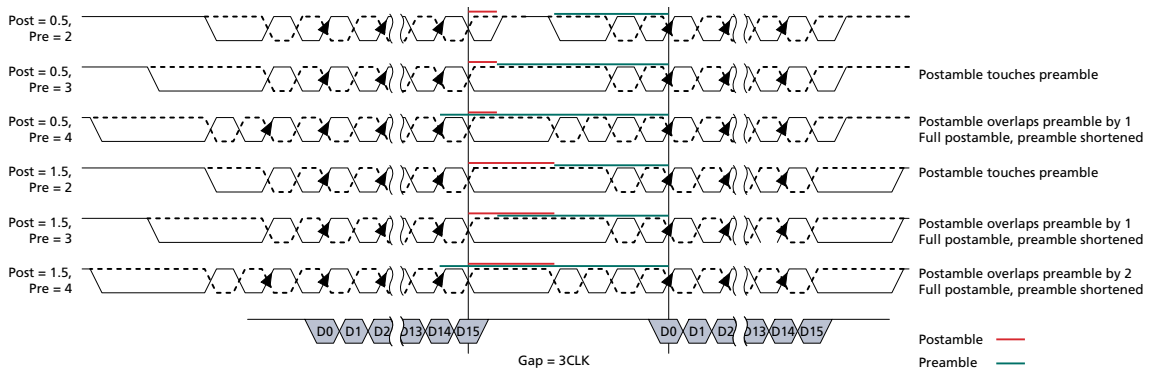 Post = 0.5,
Pre = 2
Post = 0.5,
Pre = 3
Postamble touches preamble
Post = 0.5,
Pre = 4
Postamble overlaps preamble by 1
Full postamble, preamble shortened
Post = 1.5,
Pre = 2
Postamble touches preamble
Post = 1.5,
Pre = 3
Postamble overlaps preamble by 1
Full postamble, preamble shortened
Post = 1.5,
Pre = 4
Postamble overlaps preamble by 2
Full postamble, preamble shortened
D0 D1 D2 D13 D14 D15 D0 D1 D2 D13 D14 D15
Gap = 3CLK
Postamble
Preamble